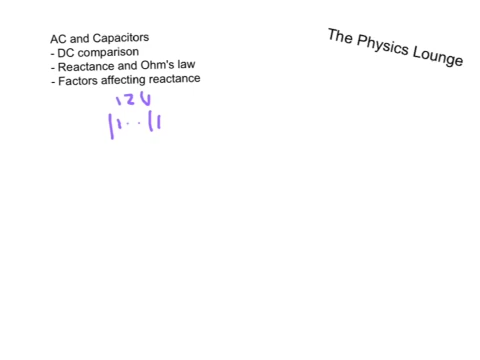 AC and Capacitors
- DC comparison
- Reactance and Ohm's law
- Factors affecting reactance
The Physics Lounge
12V